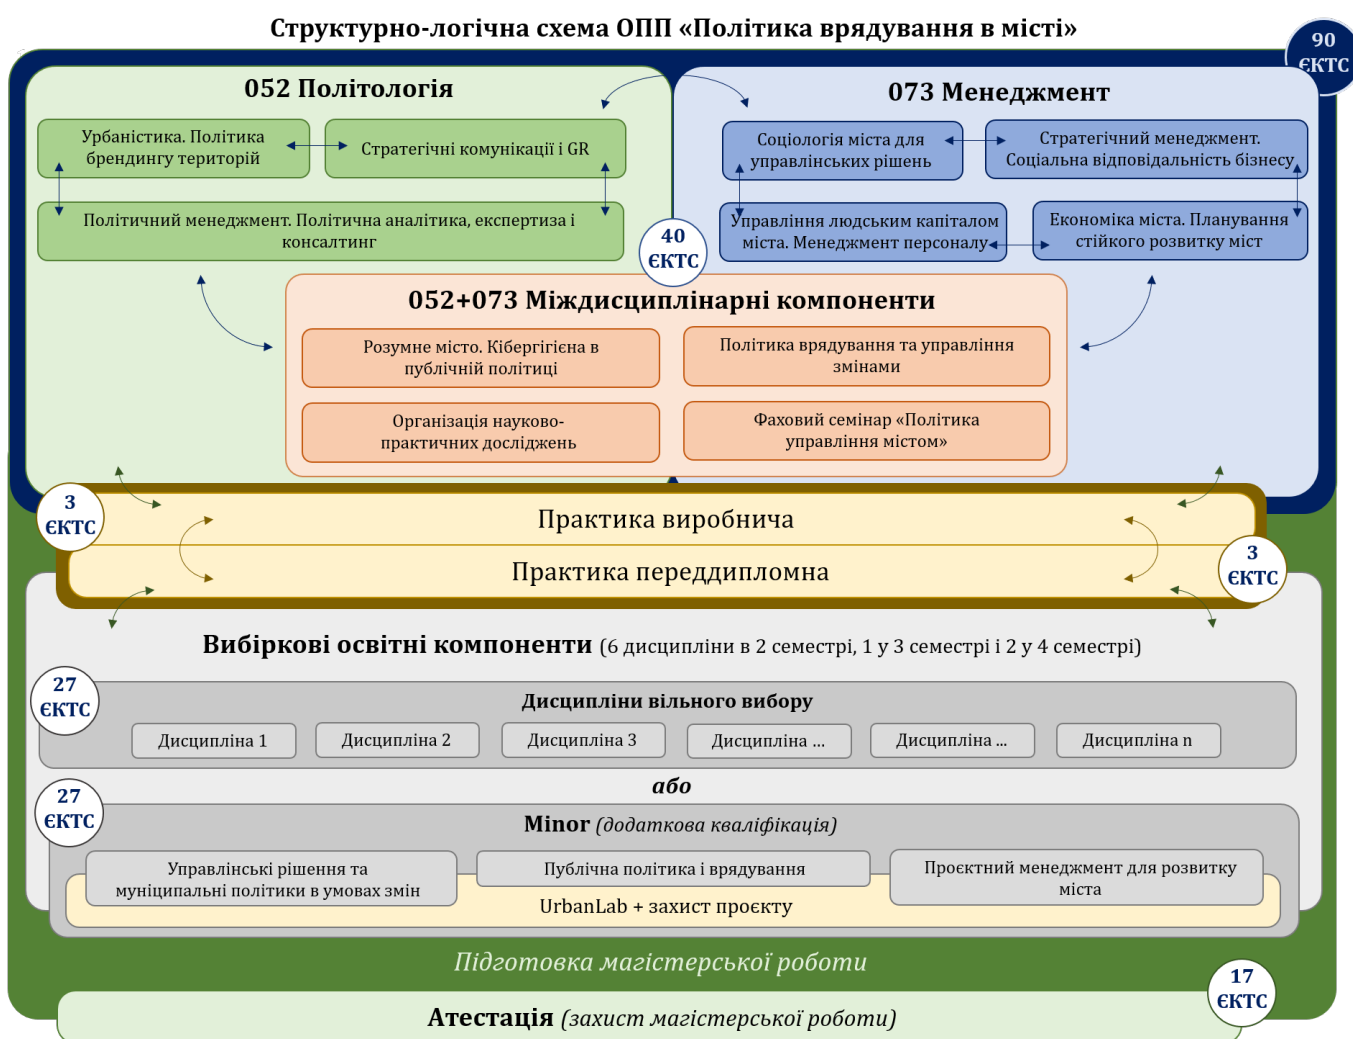 Структурно-логічна схема ОПП «Політика врядування в місті»
90
ЄКТС
052 Політологія
Урбаністика. Політика
брендингу територій
Стратегічні комунікації і GR
Політичний менеджмент. Політична аналітика, експертиза і
консалтинг
073 Менеджмент
Соціологія міста для
управлінських рішень
Стратегічний менеджмент.
Соціальна відповідальність бізнесу
Управління людським капіталом
міста. Менеджмент персоналу
Економіка міста. Планування
стійкого розвитку міст
40
ЄКТС
052+073 Міждисциплінарні компоненти
Розумне місто. Кібергігієна в
публічній політиці
Політика врядування та управління
змінами
Організація науково-
практичних досліджень
Фаховий семінар «Політика
управління містом»
3
ЄКТС
Практика виробнича
Практика переддипломна
3
ЄКТС
Вибіркові освітні компоненти (6 дисципліни в 2 семестрі, 1 у 3 семестрі і 2 у 4 семестрі)
27
ЄКТС
Дисципліни вільного вибору
Дисципліна 1
Дисципліна 2
Дисципліна 3
Дисципліна ...
Дисципліна ...
Дисципліна n
або
27
ЄКТС
Minor (додаткова кваліфікація)
Управлінські рішення та
муніципальні політики в умовах змін
Публічна політика і врядування
Проєктний менеджмент для розвитку
міста
UrbanLab + захист проєкту
Підготовка магістерської роботи
17
ЄКТС
Атестація (захист магістерської роботи)